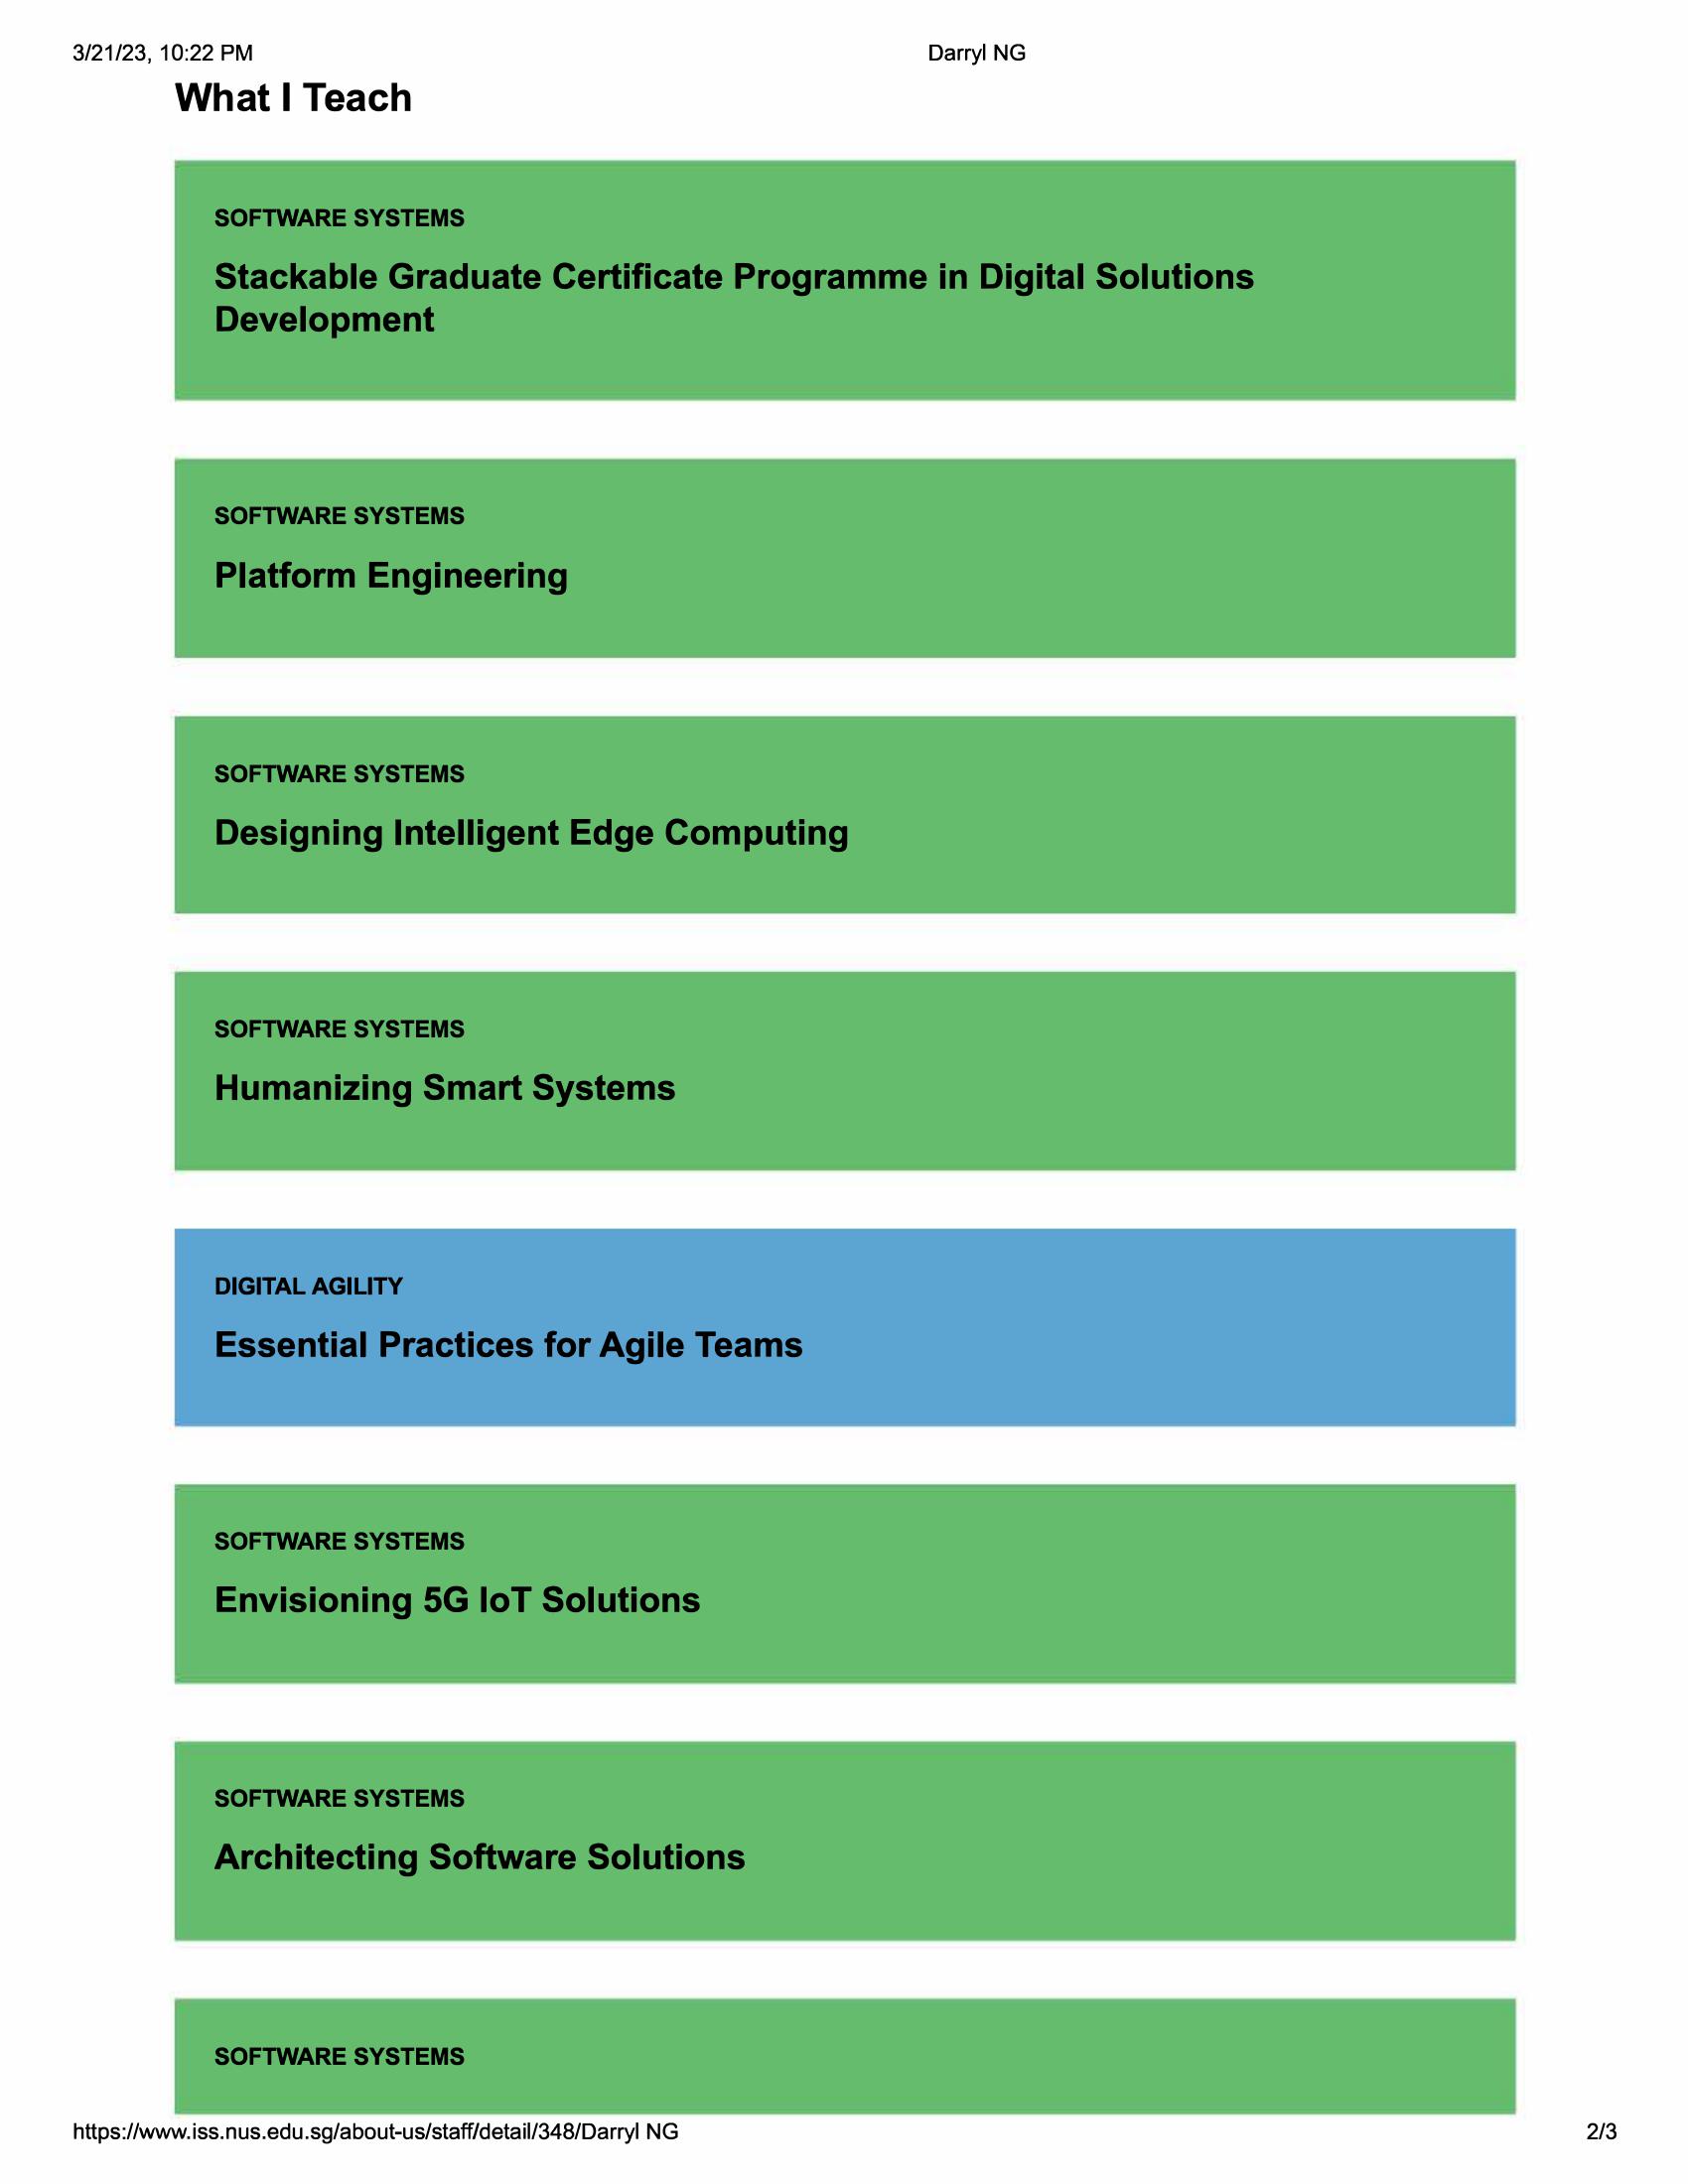 3/21/23, 10:22 PM
Darryl NG
What I Teach
SOFTWARE SYSTEMS
Stackable Graduate Certificate Programme in Digital Solutions
Development
SOFTWARE SYSTEMS
Platform Engineering
SOFTWARE SYSTEMS
Designing Intelligent Edge Computing
SOFTWARE SYSTEMS
Humanizing Smart Systems
DIGITAL AGILITY
Essential Practices for Agile Teams
SOFTWARE SYSTEMS
Envisioning 5G IoT Solutions
SOFTWARE SYSTEMS
Architecting Software Solutions
SOFTWARE SYSTEMS
https://www.iss.nus.edu.sg/about-us/staff/detail/348/Darryl NG
2/3